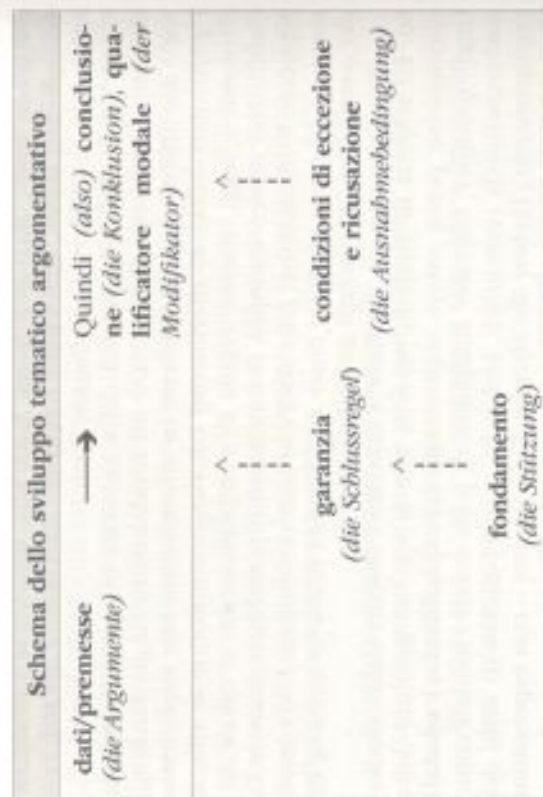 Schema dello sviluppo tematico argomentativo
dati/premesse
(die Argumente)
Quindi (also) conclusio-
ne (die Konklusion), qua-
lificatore modale (der
Modifikator)
garanzia
(die Schlussregel)
condizioni di eccezione
e ricusazione
(die Ausnahmebedingung)
fondamento
(die Stützung)